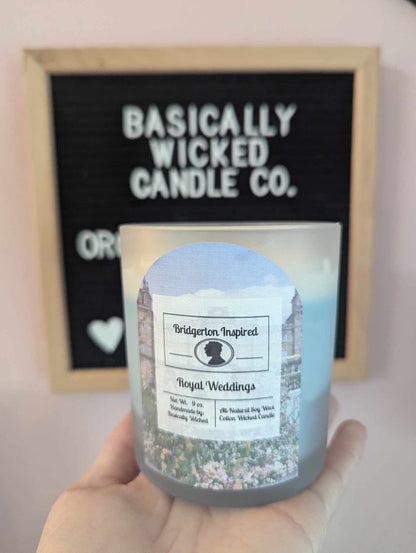 BASICALLY
WICKED
CANDLE CO.
Bridgerton Inspired
Royal Weddings
Net Wt. 9 oz.
Handmade by:
Basically Wicked
All-Natural Soy Wax
Cotton Wicked Candle